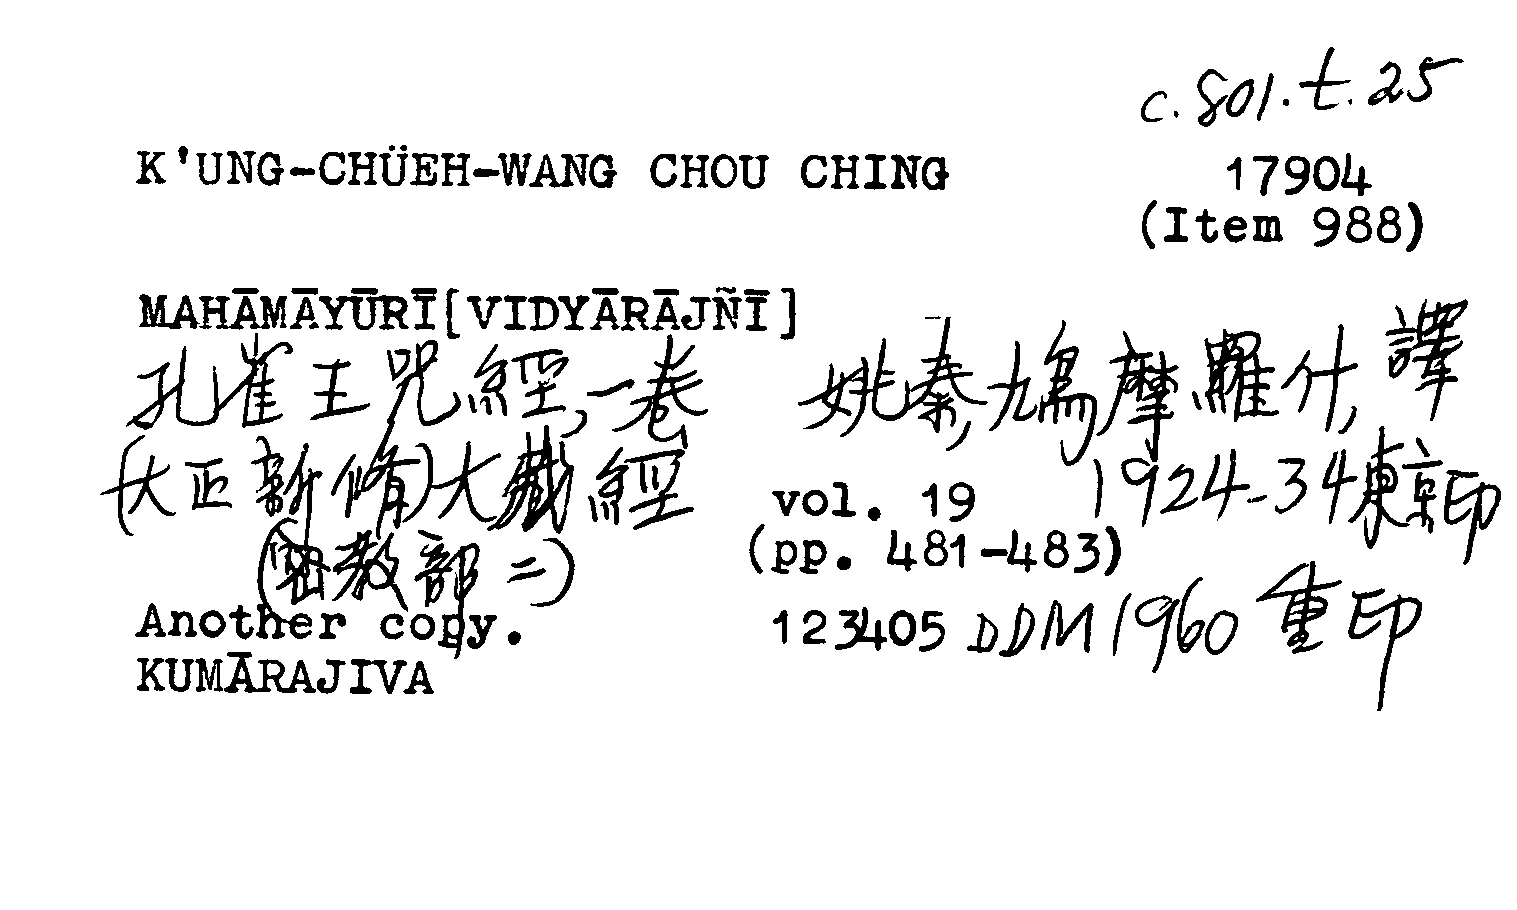 c.801.t.25
K'UNG-CHÜEH-WANG CHOU CHING 17904
(Item 988)
MAHĀMĀYŪRĪ[VIDYĀRĀJÑĪ]
孔雀王咒經,一卷 姚秦,鳩摩羅什,譯
(大正新脩)大藏經 vol. 19 1924-34東京印
(密教部二) (pp. 481-483)
Another copy. 123405 DDM 1960 重印
KUMĀRAJIVA